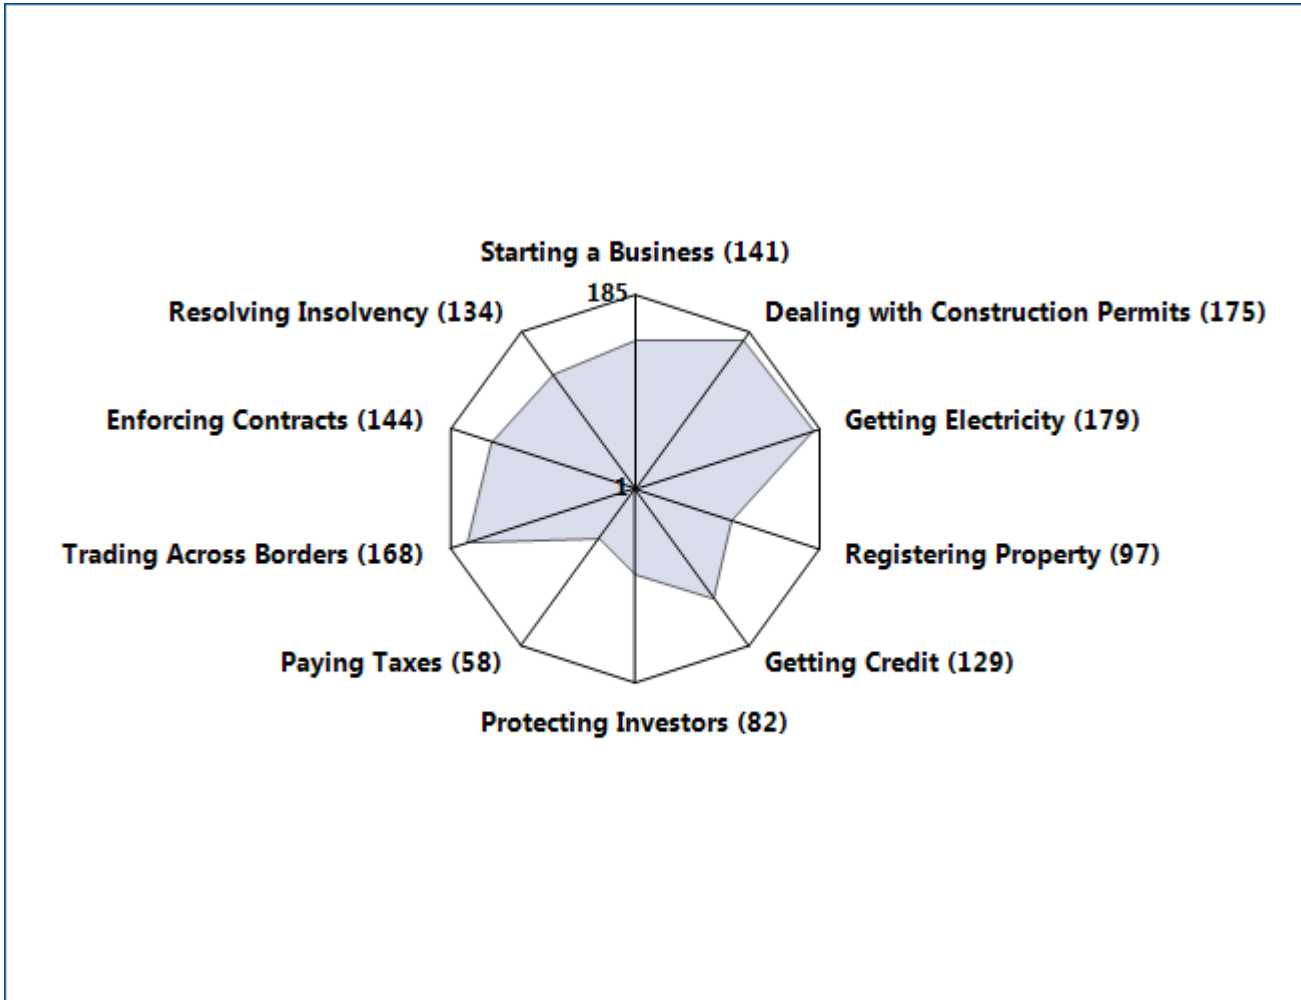 Starting a Business (141)
185
Resolving Insolvency (134)
Dealing with Construction Permits (175)
Enforcing Contracts (144)
Getting Electricity (179)
1
Trading Across Borders (168)
Registering Property (97)
Paying Taxes (58)
Getting Credit (129)
Protecting Investors (82)